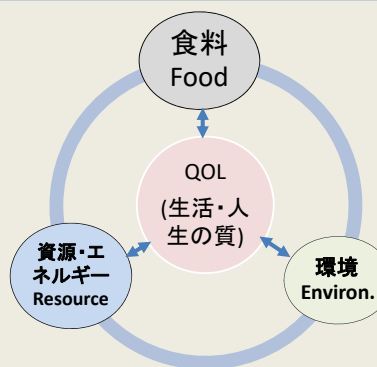 食料
Food
QOL
(生活・人
生の質)
資源・エ
ネルギー
Resource
環境
Environ.